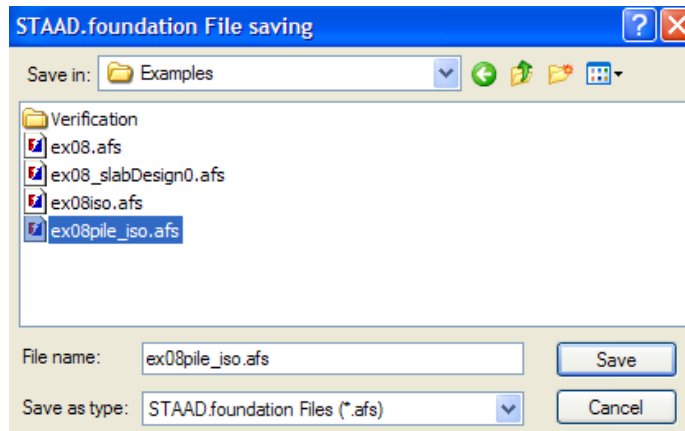 STAAD.foundation File saving
Save in: Examples
Verification
ex08.afs
ex08_slabDesign0.afs
ex08iso.afs
ex08pile_iso.afs
File name: ex08pile_iso.afs Save
Save as type: STAAD.foundation Files (*.afs) Cancel